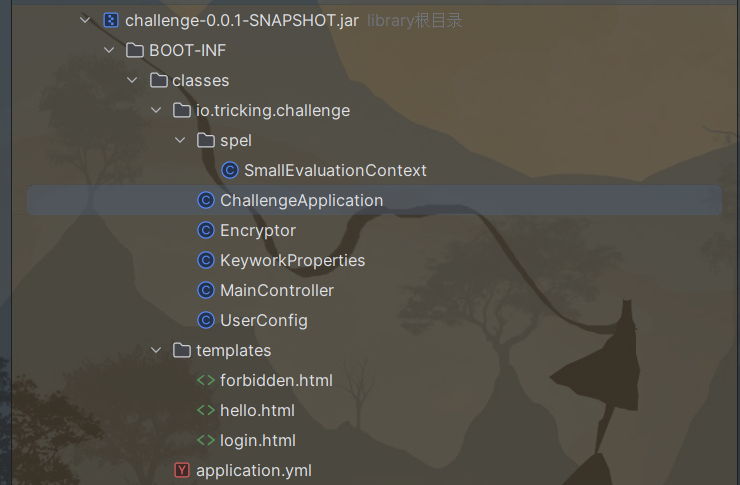 challenge-0.0.1-SNAPSHOT.jar library根目录
BOOT-INF
classes
io.tricking.challenge
spel
SmallEvaluationContext
ChallengeApplication
Encryptor
KeyworkProperties
MainController
UserConfig
templates
forbidden.html
hello.html
login.html
application.yml